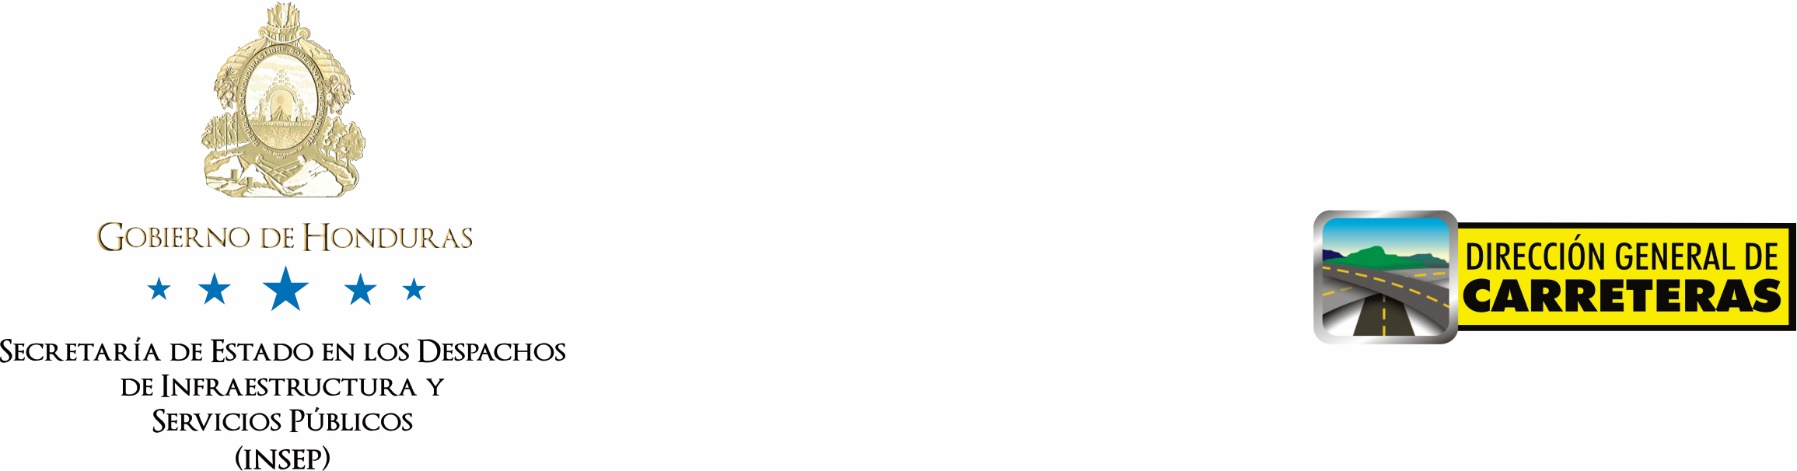 GOBIERNO DE HONDURAS
SECRETARÍA DE ESTADO EN LOS DESPACHOS
DE INFRAESTRUCTURA Y
SERVICIOS PÚBLICOS
(INSEP)
DIRECCIÓN GENERAL DE
CARRETERAS